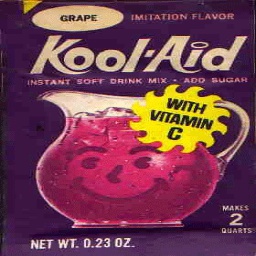 GRAPE IMITATION FLAVOR
Kool-Aid
INSTANT SOFT DRINK MIX • ADD SUGAR
WITH
VITAMIN
C
MAKES
2
QUARTS
NET WT. 0.23 OZ.